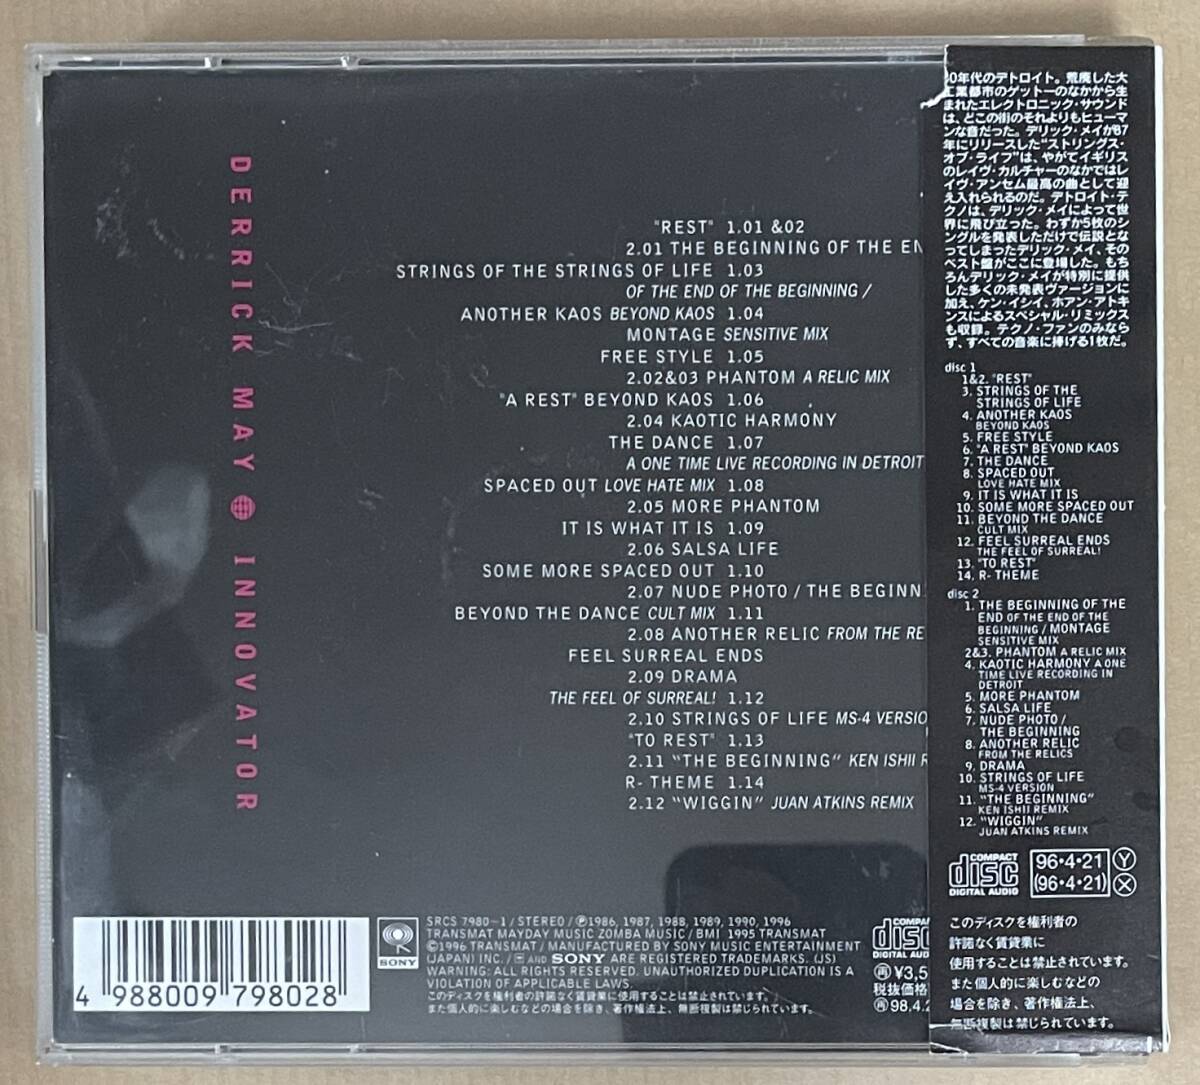 DERRICK MAY INNOVATOR
"REST" 1.01 &02
2.01 THE BEGINNING OF THE EN
STRINGS OF THE STRINGS OF LIFE 1.03
OF THE END OF THE BEGINNING /
ANOTHER KAOS BEYOND KAOS 1.04
MONTAGE SENSITIVE MIX
FREE STYLE 1.05
2.02&03 PHANTOM A RELIC MIX
"A REST" BEYOND KAOS 1.06
2.04 KAOTIC HARMONY
THE DANCE 1.07
A ONE TIME LIVE RECORDING IN DETROIT
SPACED OUT LOVE HATE MIX 1.08
2.05 MORE PHANTOM
IT IS WHAT IT IS 1.09
2.06 SALSA LIFE
SOME MORE SPACED OUT 1.10
2.07 NUDE PHOTO / THE BEGINN
BEYOND THE DANCE CULT MIX 1.11
2.08 ANOTHER RELIC FROM THE RE
FEEL SURREAL ENDS
2.09 DRAMA
THE FEEL OF SURREAL! 1.12
2.10 STRINGS OF LIFE MS-4 VERSIO
"TO REST" 1.13
2.11 "THE BEGINNING" KEN ISHII R
R- THEME 1.14
2.12 "WIGGIN" JUAN ATKINS REMIX
4 988009 798028
SONY
SRCS 7980~1 / STEREO / Ⓟ1986, 1987, 1988, 1989, 1990, 1996
TRANSMAT MAYDAY MUSIC ZOMBA MUSIC / BMI 1995 TRANSMAT
©1996 TRANSMAT / MANUFACTURED BY SONY MUSIC ENTERTAINMENT
(JAPAN) INC. / AND SONY ARE REGISTERED TRADEMARKS. (JS)
WARNING: ALL RIGHTS RESERVED. UNAUTHORIZED DUPLICATION IS A
VIOLATION OF APPLICABLE LAWS.
このディスクを権利者の許諾なく賃貸業に使用することは禁止されています。
また個人的に楽しむなどの場合を除き、著作権法上、無断複製は禁じられています。
COMPACT
disc
DIGITAL AUD
㊢¥3,5
税抜価格
㊢98.4.2
0年代のデトロイト。荒廃した大
工業都市のゲットーのなかから生
まれたエレクトロニック・サウンド
は、どこの街のそれよりもヒューマ
ンな音だった。デリック・メイが87
年にリリースした"ストリングス・
オブ・ライフ"は、やがてイギリス
のレイヴ・カルチャーのなかではレ
イヴ・アンセム最高の曲として迎
え入れられるのだ。デトロイト・テ
クノは、デリック・メイによって世
界に飛び立った。わずか5枚のシ
ングルを発表しただけで伝説とな
ってしまったデリック・メイ、その
ベスト盤がここに登場した。もち
ろんデリック・メイが特別に提供
した多くの未発表ヴァージョンに
加え、ケン・イシイ、ホアン・アトキ
ンスによるスペシャル・リミックス
も収録。テクノ・ファンのみなら
ず、すべての音楽に捧げる1枚だ。
disc 1
1&2. "REST"
3. STRINGS OF THE
STRINGS OF LIFE
4. ANOTHER KAOS
BEYOND KAOS
5. FREE STYLE
6. "A REST" BEYOND KAOS
7. THE DANCE
8. SPACED OUT
LOVE HATE MIX
9. IT IS WHAT IT IS
10. SOME MORE SPACED OUT
11. BEYOND THE DANCE
CULT MIX
12. FEEL SURREAL ENDS
THE FEEL OF SURREAL!
13. "TO REST"
14. R- THEME
disc 2
1. THE BEGINNING OF THE
END OF THE END OF THE
BEGINNING / MONTAGE
SENSITIVE MIX
2&3. PHANTOM A RELIC MIX
4. KAOTIC HARMONY A ONE
TIME LIVE RECORDING IN
DETROIT
5. MORE PHANTOM
6. SALSA LIFE
7. NUDE PHOTO /
THE BEGINNING
8. ANOTHER RELIC
FROM THE RELICS
9. DRAMA
10. STRINGS OF LIFE
MS-4 VERSION
11. "THE BEGINNING"
KEN ISHII REMIX
12. "WIGGIN"
JUAN ATKINS REMIX
COMPACT
disc
DIGITAL AUDIO
96・4・21 Ⓨ
(96・4・21) Ⓧ
このディスクを権利者の
許諾なく賃貸業に
使用することは禁止されています。
また個人的に楽しむなどの
場合を除き、著作権法上、
無断複製は禁じられています。